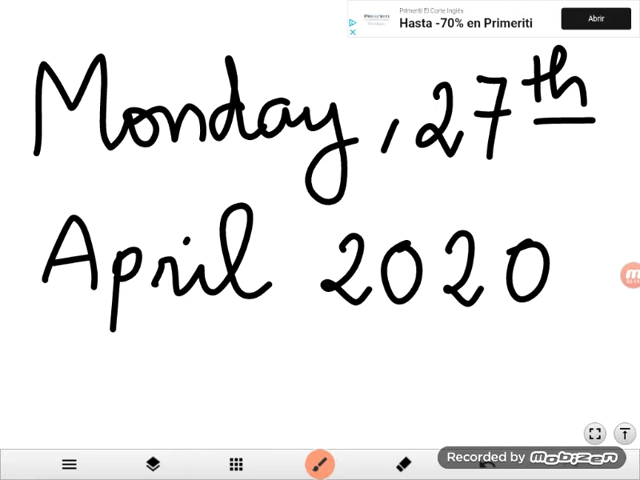 Primeriti El Corte Inglés
Hasta -70% en Primeriti
Abrir
Monday, 27th
April 2020
Recorded by mobizen